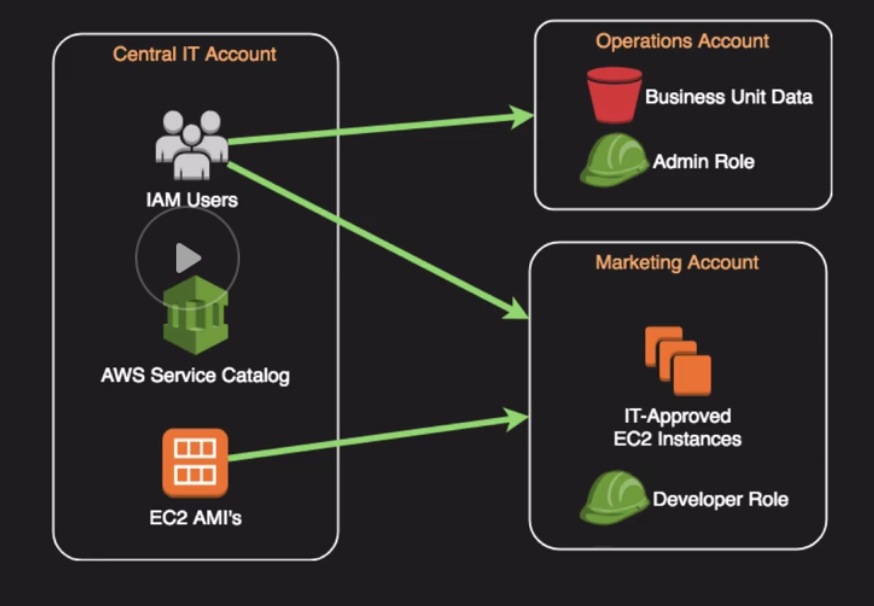 Central IT Account
IAM Users
AWS Service Catalog
EC2 AMI's
Operations Account
Business Unit Data
Admin Role
Marketing Account
IT-Approved
EC2 Instances
Developer Role